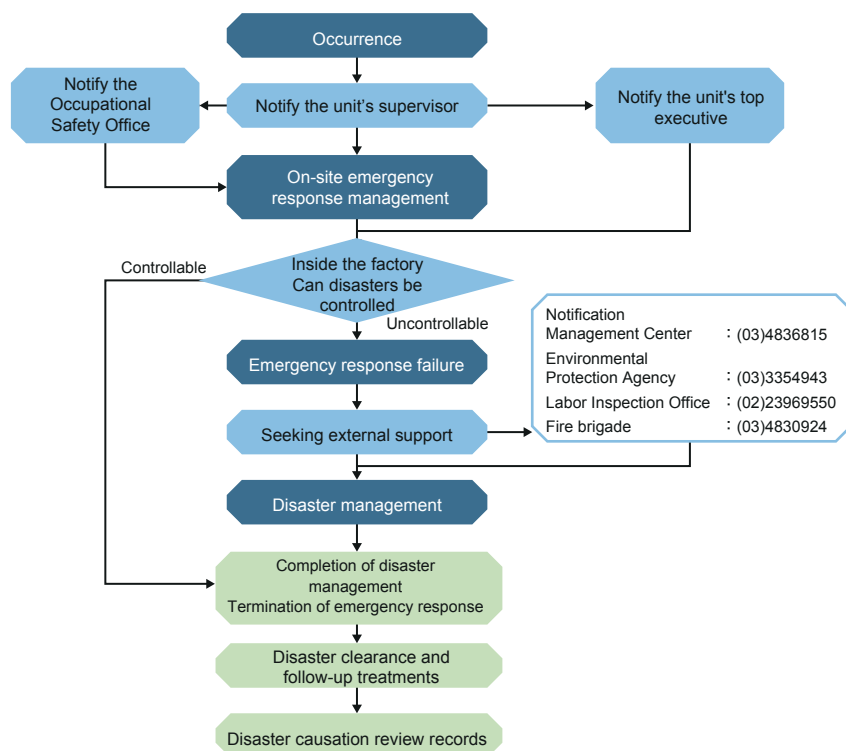 Occurrence
Notify the
Occupational
Safety Office
Notify the unit’s supervisor
Notify the unit's top
executive
On-site emergency
response management
Controllable
Inside the factory
Can disasters be
controlled
Uncontrollable
Emergency response failure
Seeking external support
Notification
Management Center : (03)4836815
Environmental
Protection Agency : (03)3354943
Labor Inspection Office : (02)23969550
Fire brigade : (03)4830924
Disaster management
Completion of disaster
management
Termination of emergency response
Disaster clearance and
follow-up treatments
Disaster causation review records